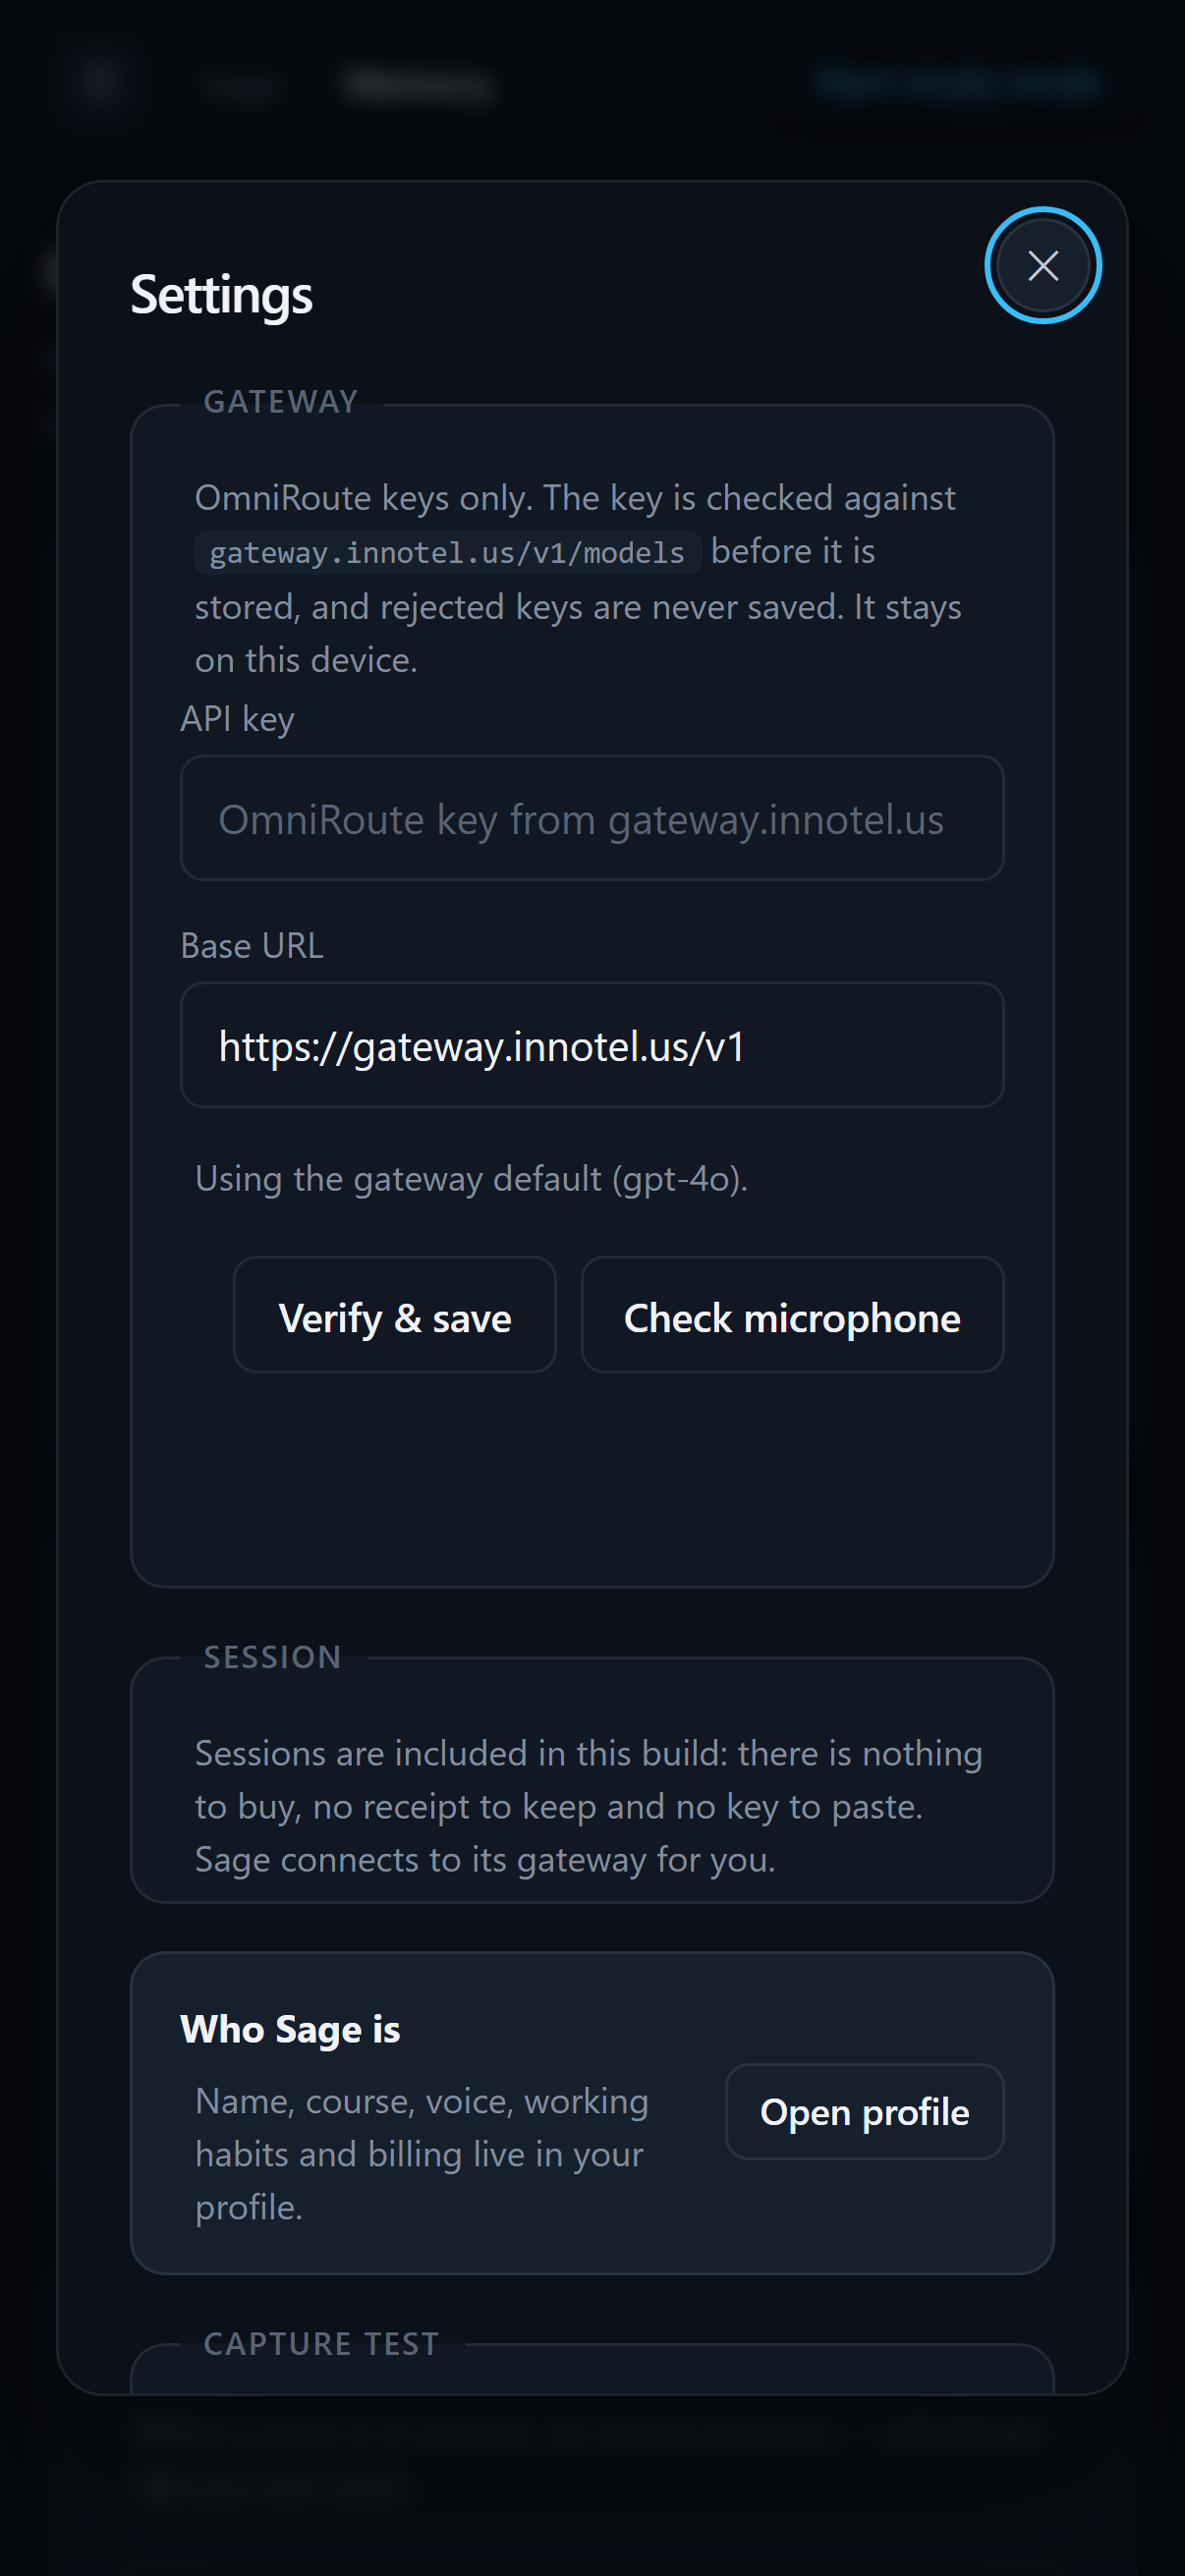 Settings
GATEWAY
OmniRoute keys only. The key is checked against
gateway.innotel.us/v1/models before it is
stored, and rejected keys are never saved. It stays
on this device.
API key
OmniRoute key from gateway.innotel.us
Base URL
https://gateway.innotel.us/v1
Using the gateway default (gpt-4o).
Verify & save
Check microphone
SESSION
Sessions are included in this build: there is nothing
to buy, no receipt to keep and no key to paste.
Sage connects to its gateway for you.
Who Sage is
Name, course, voice, working
habits and billing live in your
profile.
Open profile
CAPTURE TEST